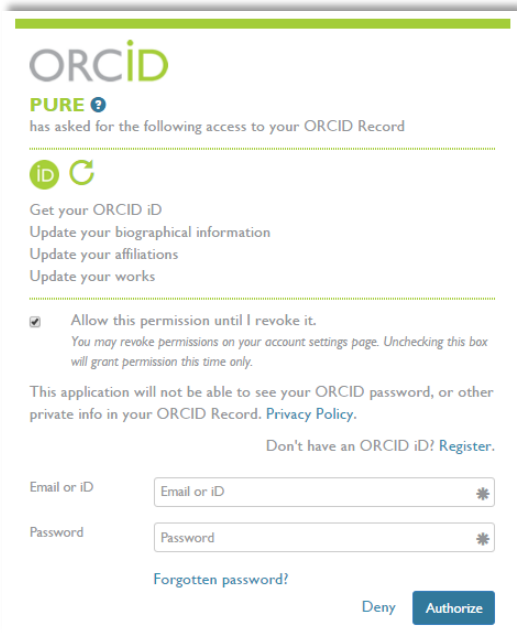 ORCiD
PURE ?
has asked for the following access to your ORCID Record
iD
Get your ORCID iD
Update your biographical information
Update your affiliations
Update your works
Allow this permission until I revoke it.
You may revoke permissions on your account settings page. Unchecking this box
will grant permission this time only.
This application will not be able to see your ORCID password, or other
private info in your ORCID Record. Privacy Policy.
Don't have an ORCID iD? Register.
Email or iD
Email or iD
Password
Password
Forgotten password?
Deny Authorize